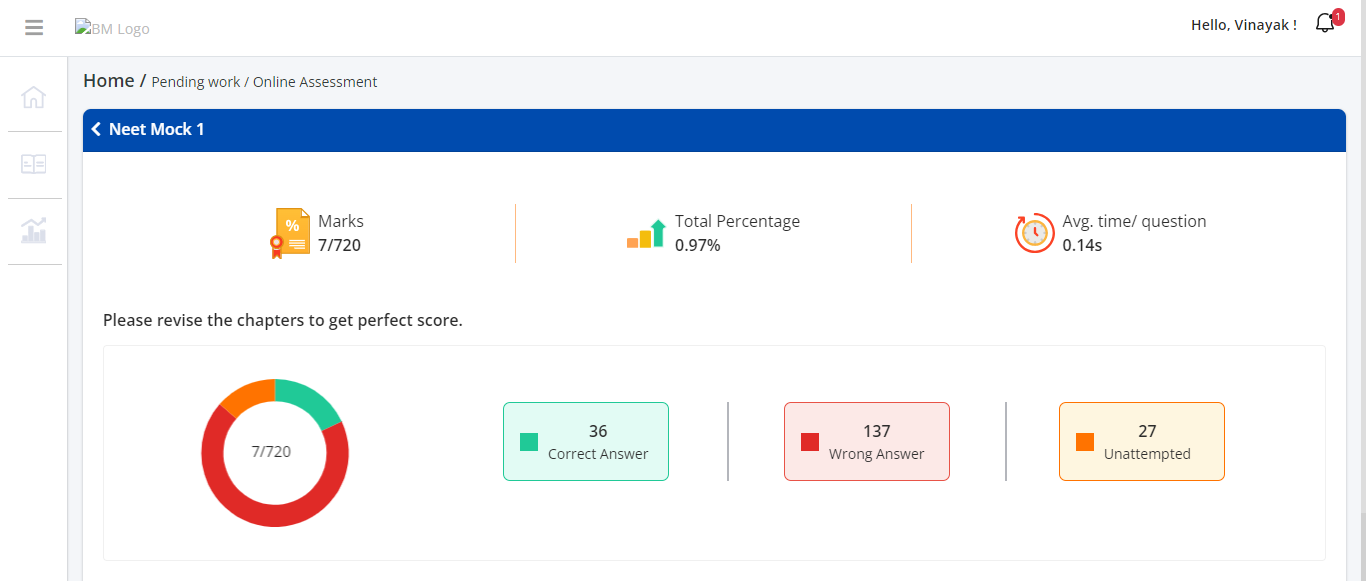 BM Logo
Hello, Vinayak !
1
Home / Pending work / Online Assessment
Neet Mock 1
%
Marks
7/720
Total Percentage
0.97%
Avg. time/ question
0.14s
Please revise the chapters to get perfect score.
7/720
36
Correct Answer
137
Wrong Answer
27
Unattempted